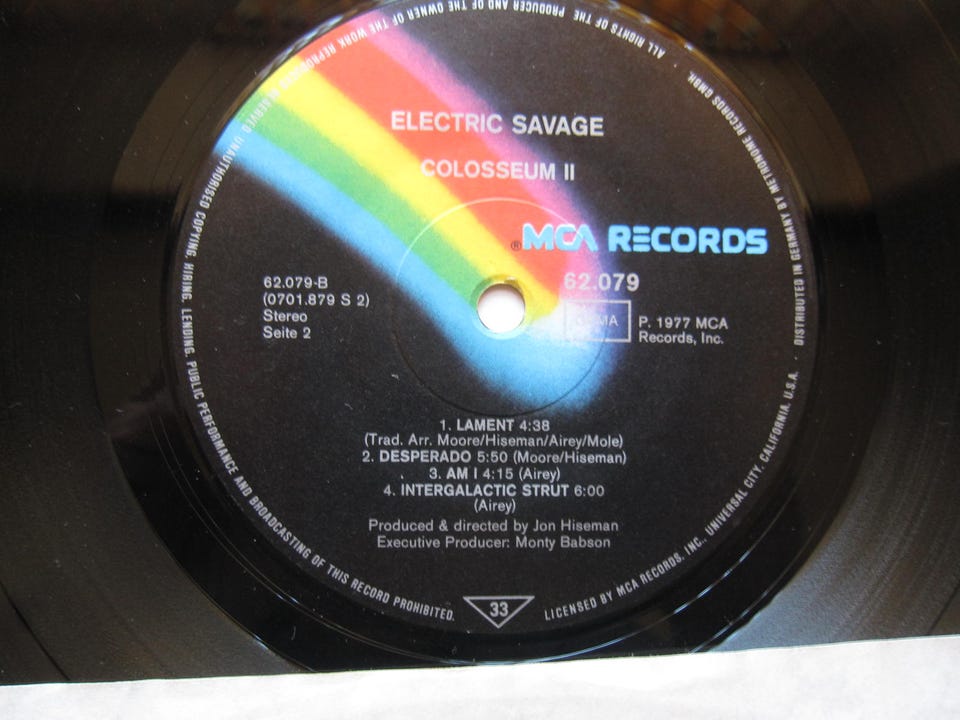 ELECTRIC SAVAGE
COLOSSEUM II
®MCA RECORDS
62.079
62.079-B
(0701.879 S 2)
Stereo
Seite 2
P. 1977 MCA
Records, Inc.
1. LAMENT 4:38
(Trad. Arr. Moore/Hiseman/Airey/Mole)
2. DESPERADO 5:50 (Moore/Hiseman)
3. AM I 4:15 (Airey)
4. INTERGALACTIC STRUT 6:00
(Airey)
Produced & directed by Jon Hiseman
Executive Producer: Monty Babson
33
ALL RIGHTS OF THE PRODUCER AND OF THE OWNER OF THE WORK REPRODUCED RESERVED UNAUTHORISED COPYING, HIRING, LENDING, PUBLIC PERFORMANCE AND BROADCASTING OF THIS RECORD PROHIBITED.
LICENSED BY MCA RECORDS, INC., UNIVERSAL CITY, CALIFORNIA, U.S.A. · DISTRIBUTED IN GERMANY BY METRONOME RECORDS GMBH.